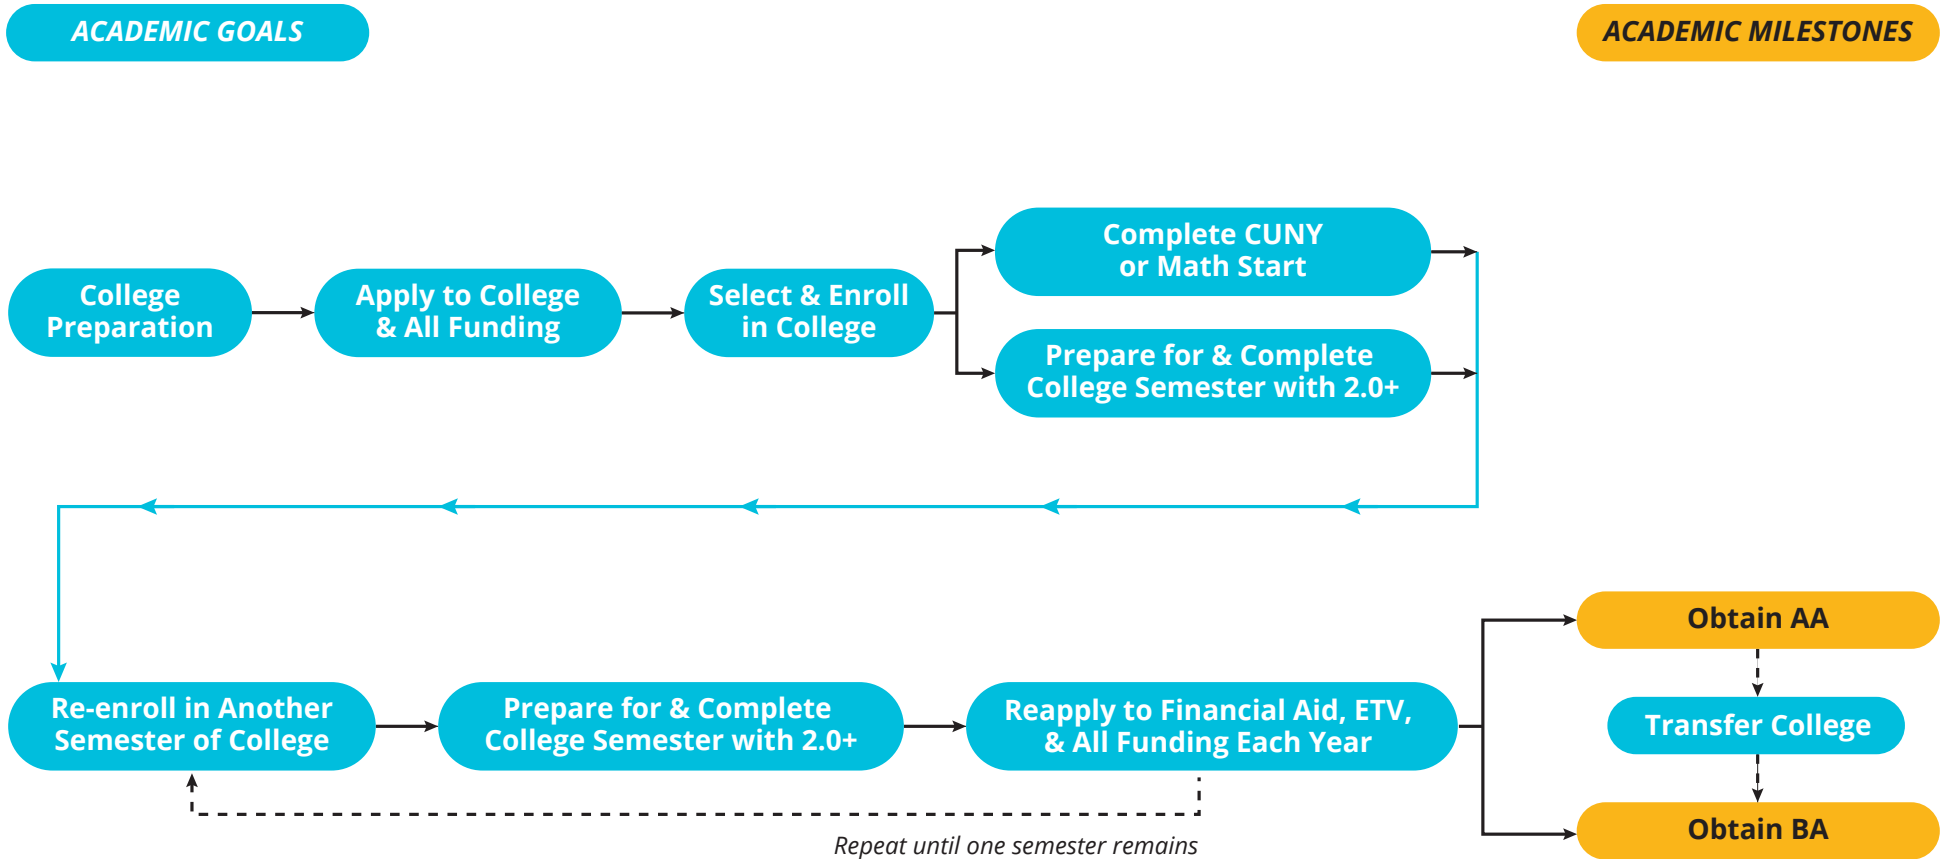 ACADEMIC GOALS
ACADEMIC MILESTONES
College
Preparation
Apply to College
& All Funding
Select & Enroll
in College
Complete CUNY
or Math Start
Prepare for & Complete
College Semester with 2.0+
Re-enroll in Another
Semester of College
Prepare for & Complete
College Semester with 2.0+
Reapply to Financial Aid, ETV,
& All Funding Each Year
Repeat until one semester remains
Obtain AA
Transfer College
Obtain BA